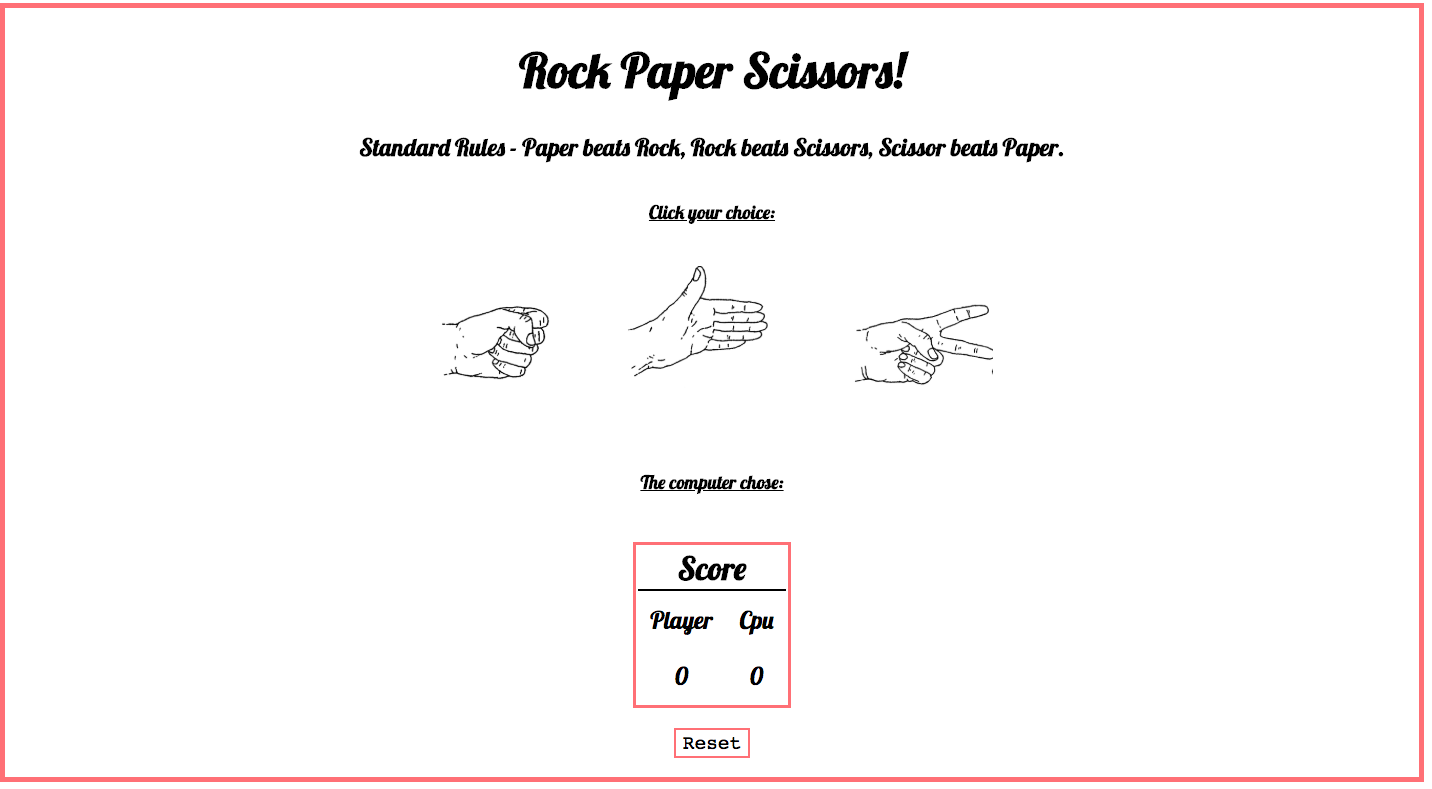 Rock Paper Scissors!
Standard Rules - Paper beats Rock, Rock beats Scissors, Scissor beats Paper.
Click your choice:
The computer chose:
Score
Player Cpu
0 0
Reset